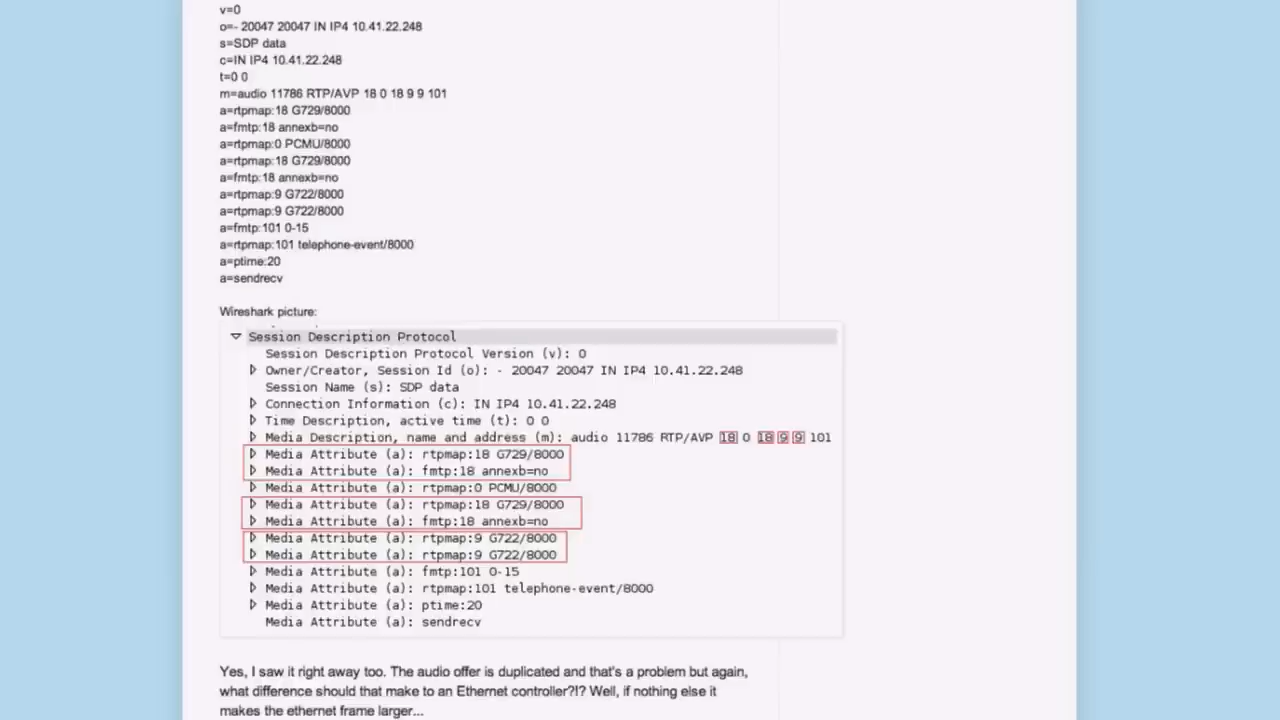 v=0
o=- 20047 20047 IN IP4 10.41.22.248
s=SDP data
c=IN IP4 10.41.22.248
t=0 0
m=audio 11786 RTP/AVP 18 0 18 9 9 101
a=rtpmap:18 G729/8000
a=fmtp:18 annexb=no
a=rtpmap:0 PCMU/8000
a=rtpmap:18 G729/8000
a=fmtp:18 annexb=no
a=rtpmap:9 G722/8000
a=rtpmap:9 G722/8000
a=fmtp:101 0-15
a=rtpmap:101 telephone-event/8000
a=ptime:20
a=sendrecv
Wireshark picture:
Session Description Protocol
Session Description Protocol Version (v): 0
Owner/Creator, Session Id (o): - 20047 20047 IN IP4 10.41.22.248
Session Name (s): SDP data
Connection Information (c): IN IP4 10.41.22.248
Time Description, active time (t): 0 0
Media Description, name and address (m): audio 11786 RTP/AVP 18 0 18 9 9 101
Media Attribute (a): rtpmap:18 G729/8000
Media Attribute (a): fmtp:18 annexb=no
Media Attribute (a): rtpmap:0 PCMU/8000
Media Attribute (a): rtpmap:18 G729/8000
Media Attribute (a): fmtp:18 annexb=no
Media Attribute (a): rtpmap:9 G722/8000
Media Attribute (a): rtpmap:9 G722/8000
Media Attribute (a): fmtp:101 0-15
Media Attribute (a): rtpmap:101 telephone-event/8000
Media Attribute (a): ptime:20
Media Attribute (a): sendrecv
Yes, I saw it right away too. The audio offer is duplicated and that's a problem but again,
what difference should that make to an Ethernet controller?!? Well, if nothing else it
makes the ethernet frame larger...